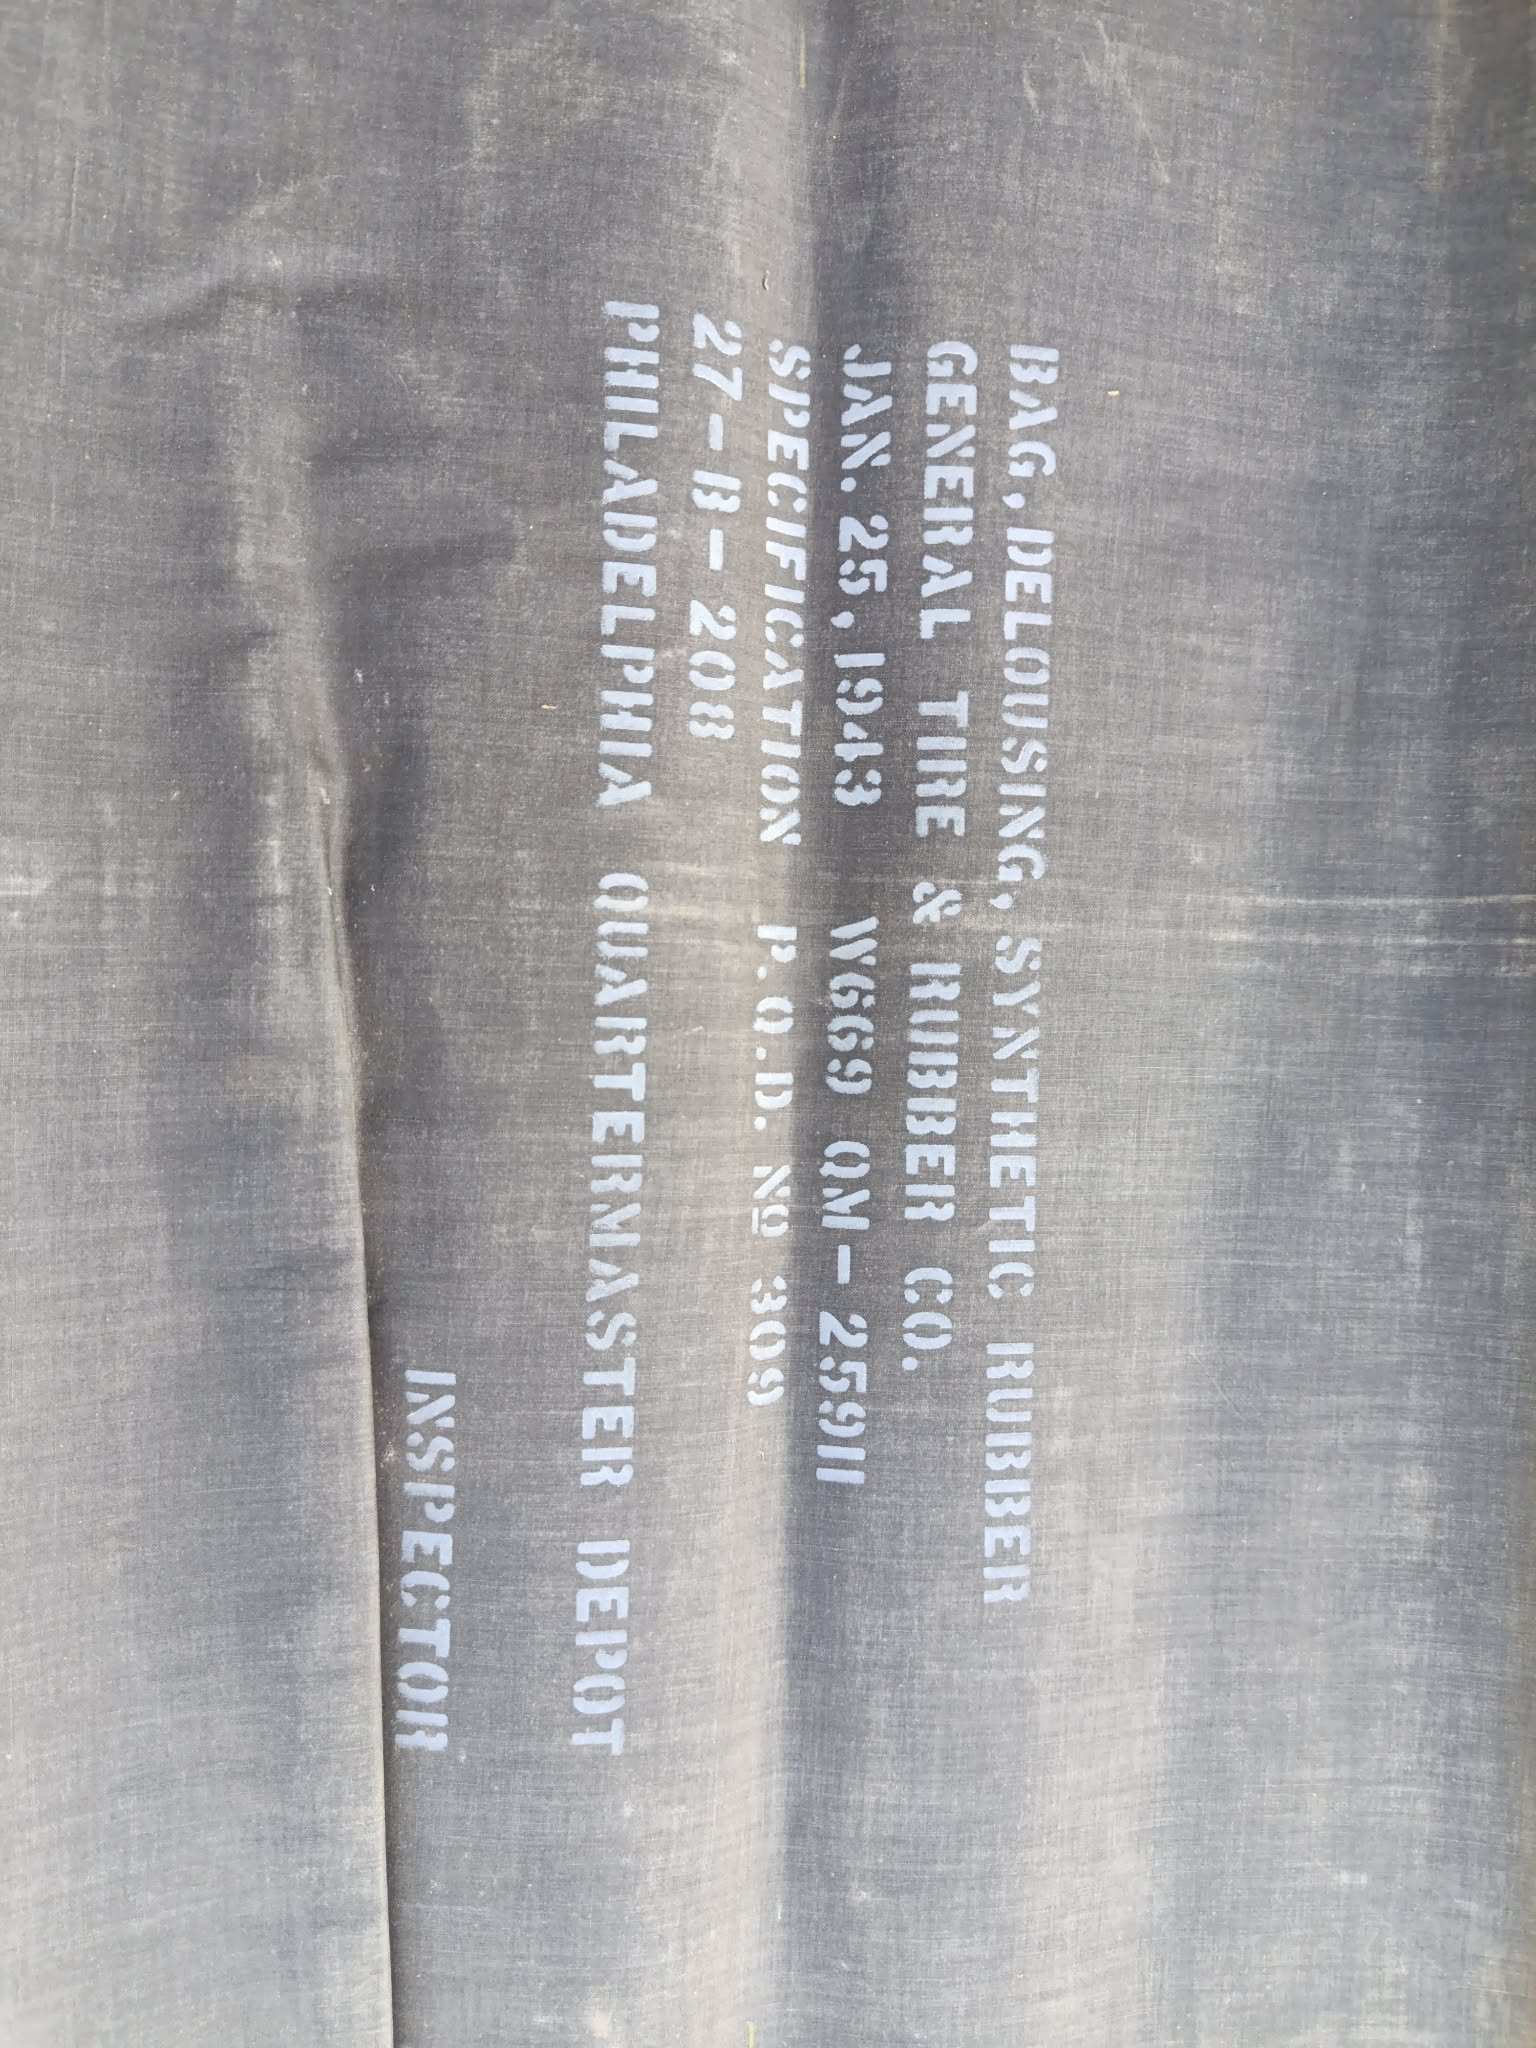 BAG, DELOUSING, SYNTHETIC RUBBER
GENERAL TIRE & RUBBER CO.
JAN. 25, 1943 W669 QM-25911
SPECIFICATION P.Q.D. Nº 309
27-B-208
PHILADELPHIA QUARTERMASTER DEPOT
INSPECTOR